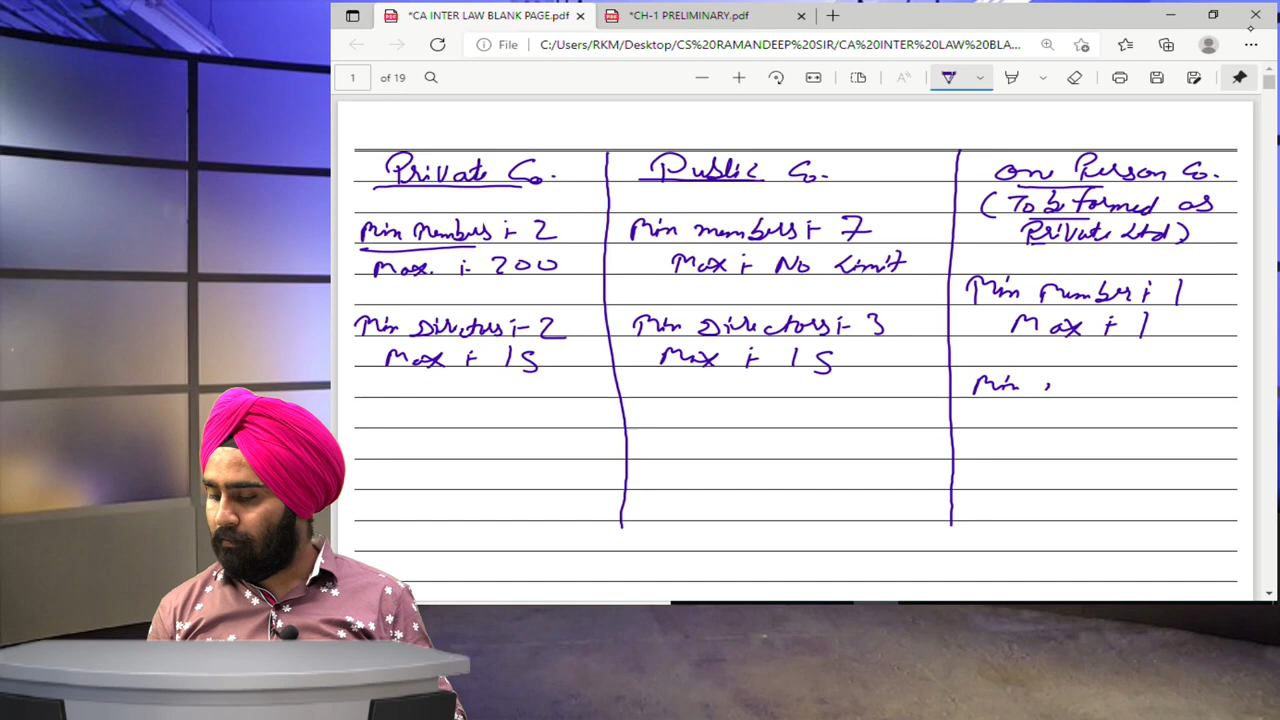 *CA INTER LAW BLANK PAGE.pdf
*CH-1 PRELIMINARY.pdf
File C:/Users/RKM/Desktop/CS%20RAMANDEEP%20SIR/CA%20INTER%20LAW%20BLA...
1 of 19
Private Co.
Min Members :- 2
Max. :- 200
Min Directors :- 2
Max :- 15
Public Co.
Min members :- 7
Max :- No Limit
Min Directors :- 3
Max :- 15
One Person Co.
(To be formed as
Private Ltd)
Min Member :- 1
Max :- 1
Min